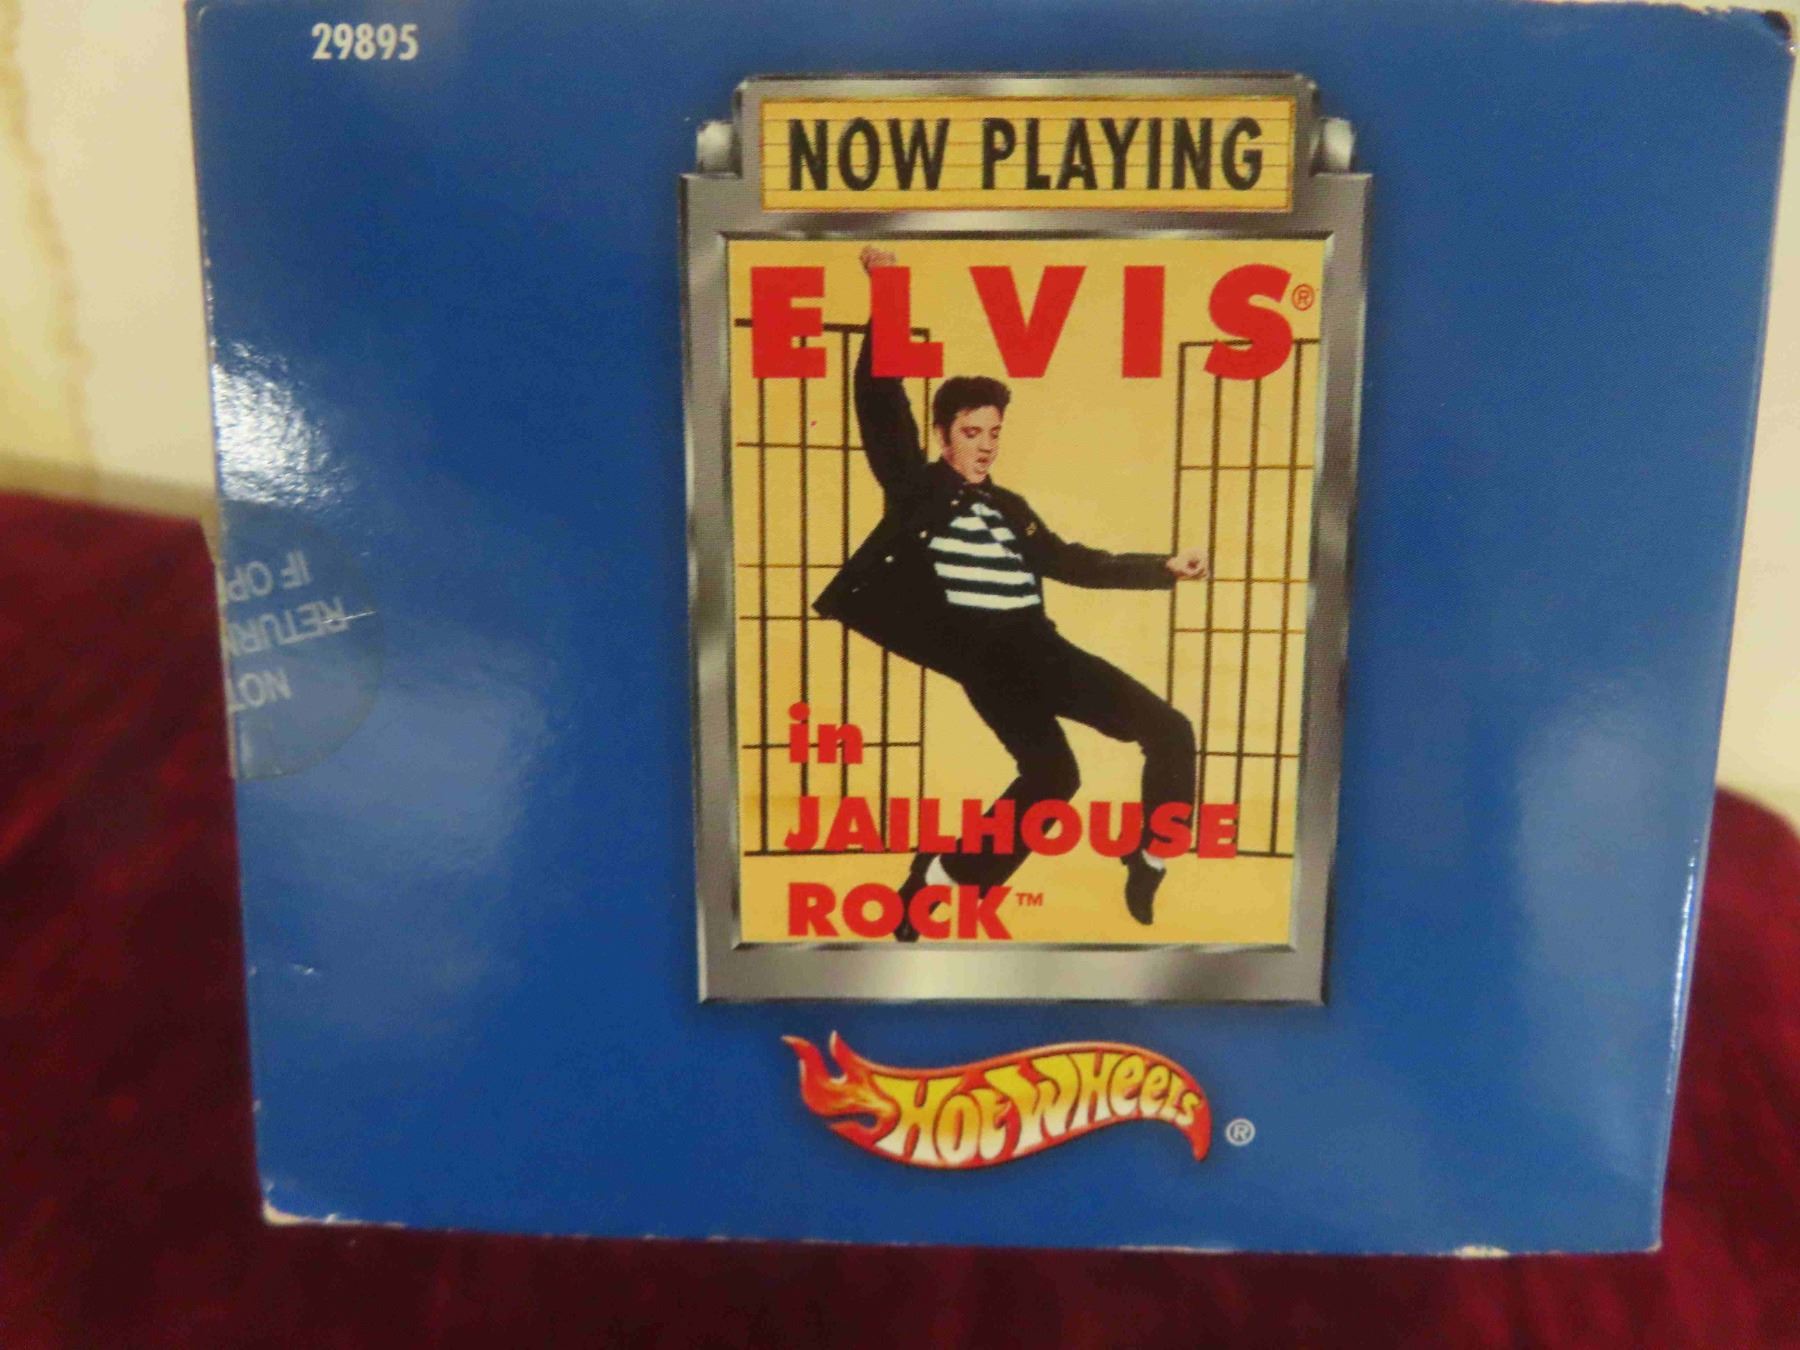 29895
NOW PLAYING
ELVIS®
in
JAILHOUSE
ROCK™
HOT WHEELS®
NOT
RETURN
IF OP